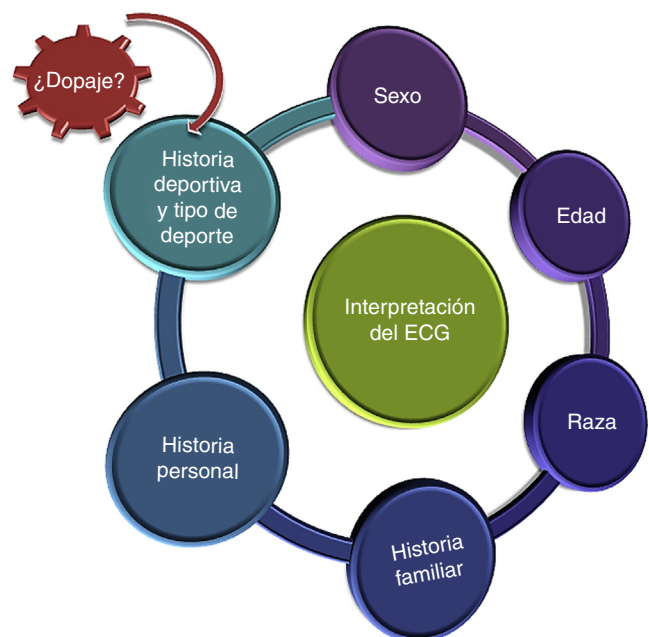 ¿Dopaje?
Sexo
Historia
deportiva
y tipo de
deporte
Edad
Interpretación
del ECG
Raza
Historia
personal
Historia
familiar